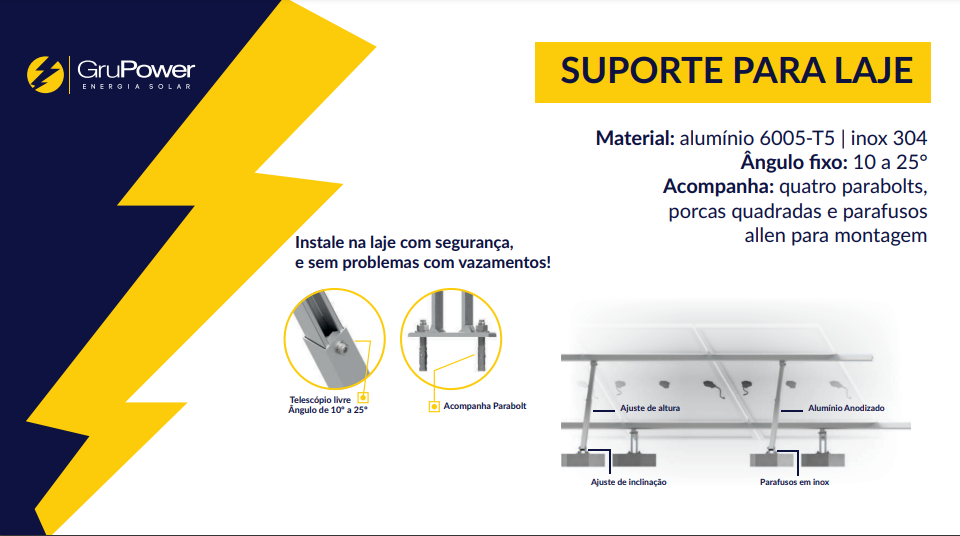 GruPower
ENERGIA SOLAR
SUPORTE PARA LAJE
Material: alumínio 6005-T5 | inox 304
Ângulo fixo: 10 a 25°
Acompanha: quatro parabolts,
porcas quadradas e parafusos
allen para montagem
Instale na laje com segurança,
e sem problemas com vazamentos!
Telescópio livre
Ângulo de 10° a 25°
Acompanha Parabolt
Ajuste de altura
Alumínio Anodizado
Ajuste de inclinação
Parafusos em inox